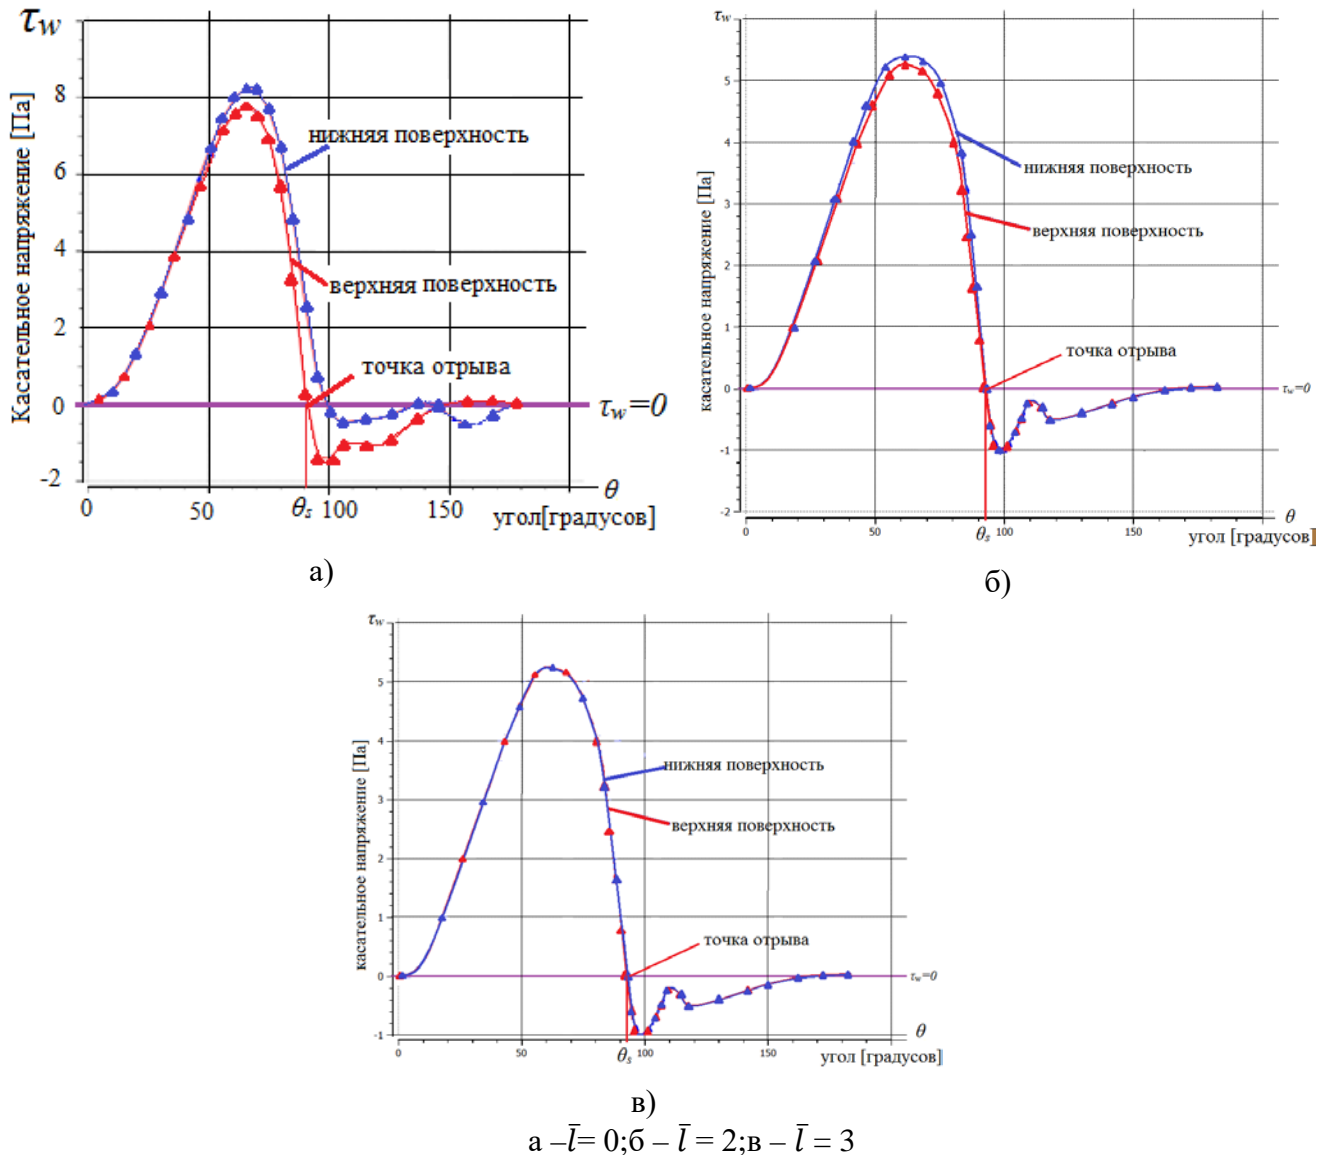 τw
Касательное напряжение [Па]
8
6
4
2
0
-2
нижняя поверхность
верхняя поверхность
точка отрыва
τw=0
θ
0
50
θs
100
150
угол[градусов]
а)
τw
касательное напряжение [Па]
5
4
3
2
1
0
-1
-2
нижняя поверхность
верхняя поверхность
точка отрыва
τw=0
θ
0
50
θs
100
150
угол [градусов]
б)
τw
касательное напряжение [Па]
5
4
3
2
1
0
-1
нижняя поверхность
верхняя поверхность
точка отрыва
τw=0
θ
0
50
θs
100
150
угол [градусов]
в)
а –l̄= 0;б – l̄ = 2;в – l̄ = 3